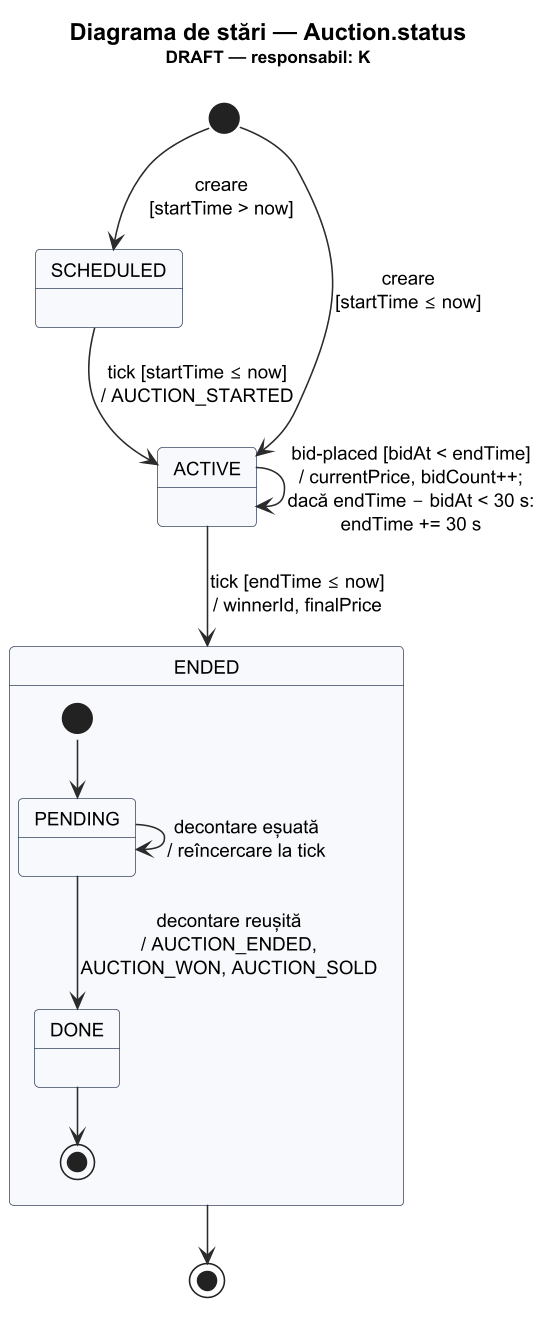 Diagrama de stări — Auction.status
DRAFT — responsabil: K
creare
[startTime > now]
SCHEDULED
creare
[startTime ≤ now]
tick [startTime ≤ now]
/ AUCTION_STARTED
ACTIVE
bid-placed [bidAt < endTime]
/ currentPrice, bidCount++;
dacă endTime − bidAt < 30 s:
endTime += 30 s
tick [endTime ≤ now]
/ winnerId, finalPrice
ENDED
PENDING
decontare eșuată
/ reîncercare la tick
decontare reușită
/ AUCTION_ENDED,
AUCTION_WON, AUCTION_SOLD
DONE